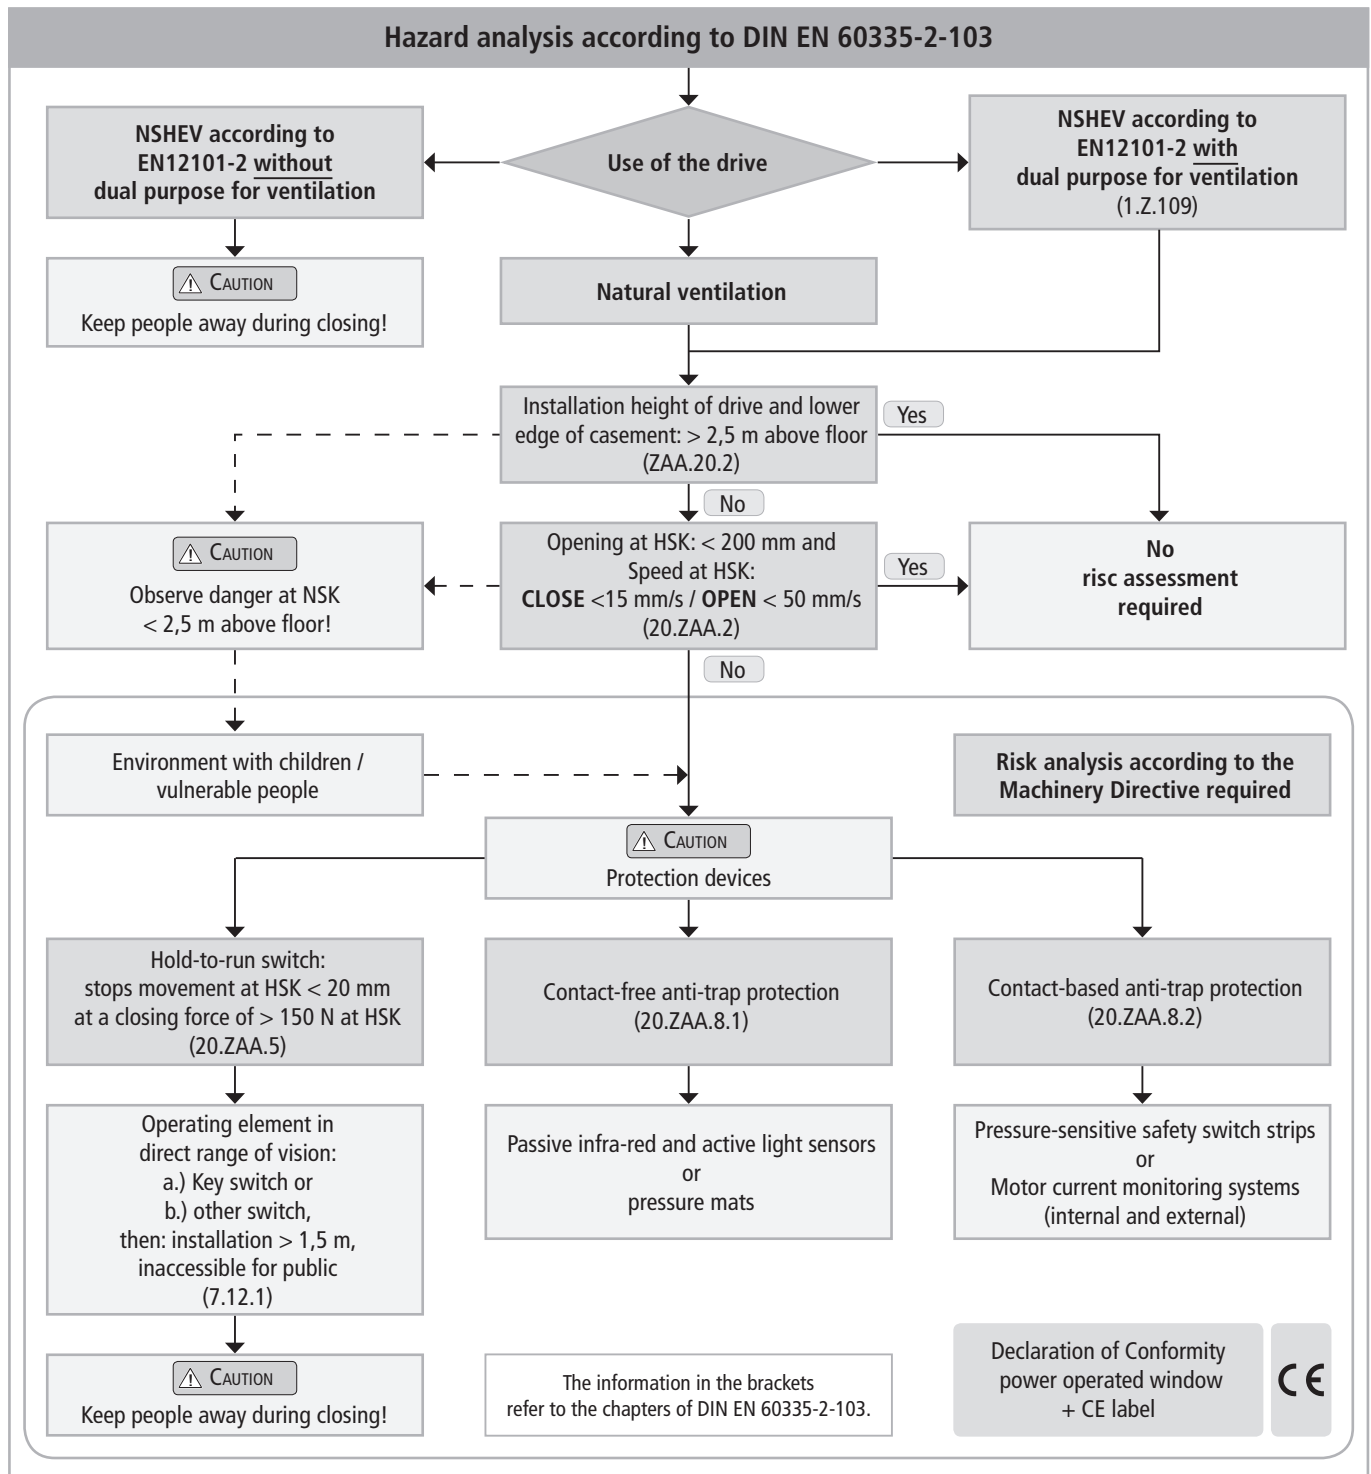 Hazard analysis according to DIN EN 60335-2-103
NSHEV according to
EN12101-2 without
dual purpose for ventilation
Use of the drive
NSHEV according to
EN12101-2 with
dual purpose for ventilation
(1.Z.109)
CAUTION
Keep people away during closing!
Natural ventilation
Installation height of drive and lower
edge of casement: > 2,5 m above floor
(ZAA.20.2)
Yes
No
CAUTION
Observe danger at NSK
< 2,5 m above floor!
Opening at HSK: < 200 mm and
Speed at HSK:
CLOSE <15 mm/s / OPEN < 50 mm/s
(20.ZAA.2)
Yes
No
risc assessment
required
No
Environment with children /
vulnerable people
Risk analysis according to the
Machinery Directive required
CAUTION
Protection devices
Hold-to-run switch:
stops movement at HSK < 20 mm
at a closing force of > 150 N at HSK
(20.ZAA.5)
Contact-free anti-trap protection
(20.ZAA.8.1)
Contact-based anti-trap protection
(20.ZAA.8.2)
Operating element in
direct range of vision:
a.) Key switch or
b.) other switch,
then: installation > 1,5 m,
inaccessible for public
(7.12.1)
Passive infra-red and active light sensors
or
pressure mats
Pressure-sensitive safety switch strips
or
Motor current monitoring systems
(internal and external)
CAUTION
Keep people away during closing!
The information in the brackets
refer to the chapters of DIN EN 60335-2-103.
Declaration of Conformity
power operated window
+ CE label
CE